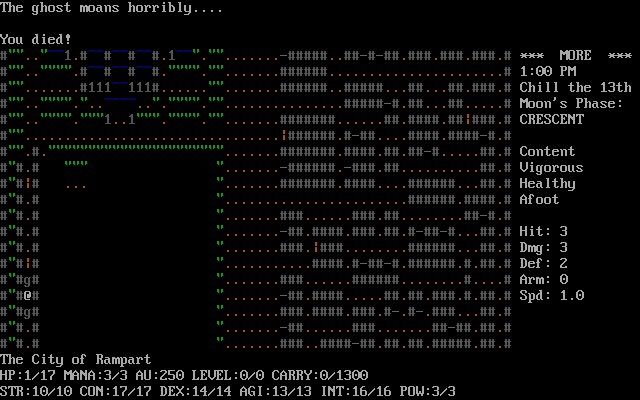 The ghost moans horribly....
You died!
*** MORE ***
1:00 PM
Chill the 13th
Moon's Phase:
CRESCENT
Content
Vigorous
Healthy
Afoot
Hit: 3
Dmg: 3
Def: 2
Arm: 0
Spd: 1.0
The City of Rampart
HP:1/17 MANA:3/3 AU:250 LEVEL:0/0 CARRY:0/1300
STR:10/10 CON:17/17 DEX:14/14 AGI:13/13 INT:16/16 POW:3/3